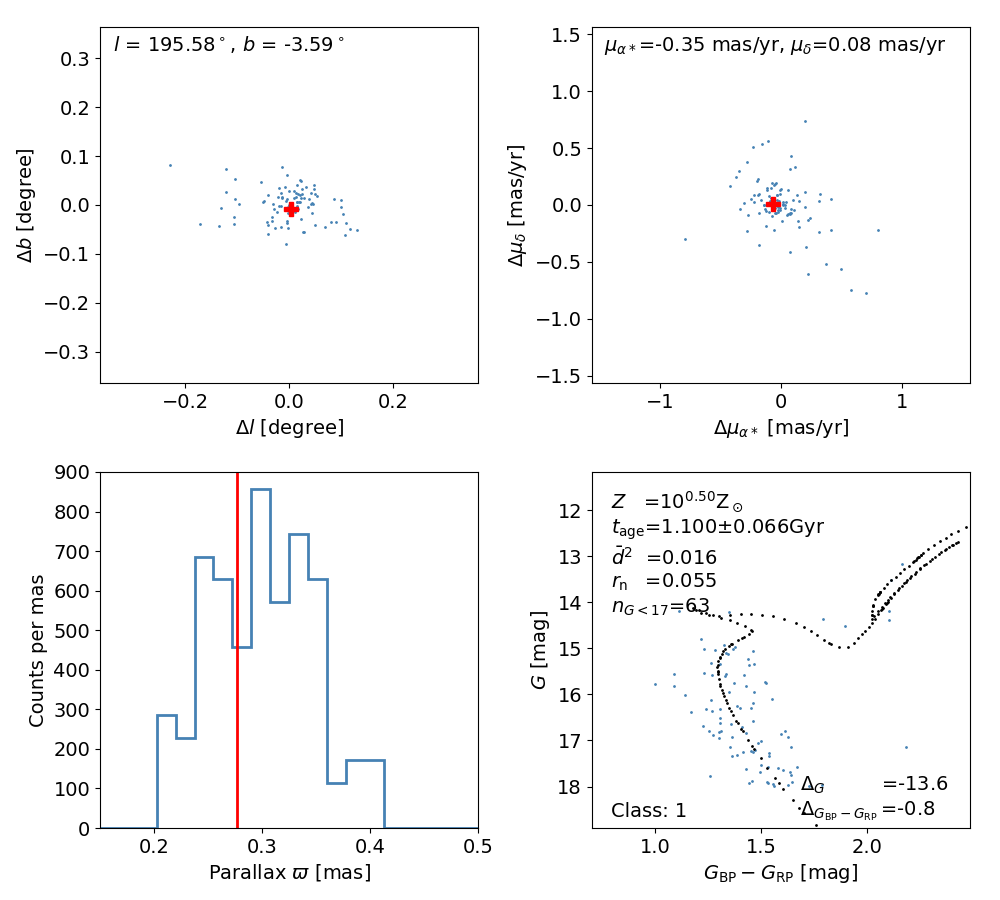 l = 195.58°, b = -3.59°
Δb [degree]
0.3
0.2
0.1
0.0
−0.1
−0.2
−0.3
−0.2
0.0
0.2
Δl [degree]
μα*=-0.35 mas/yr, μδ=0.08 mas/yr
Δμδ [mas/yr]
1.5
1.0
0.5
0.0
−0.5
−1.0
−1.5
−1
0
1
Δμα* [mas/yr]
Counts per mas
900
800
700
600
500
400
300
200
100
0
0.2
0.3
0.4
0.5
Parallax ϖ [mas]
Z =10^0.50 Z⊙
t_age=1.100±0.066Gyr
d̄² =0.016
r_n =0.055
n_G<17=63
G [mag]
12
13
14
15
16
17
18
Δ_G =-13.6
Δ_GBP−GRP =-0.8
Class: 1
1.0
1.5
2.0
G_BP − G_RP [mag]